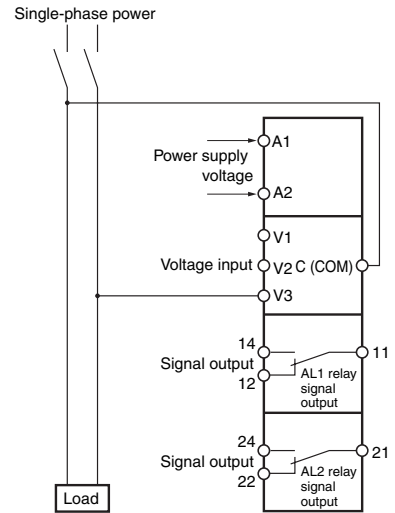 Single-phase power
A1
Power supply
voltage
A2
V1
Voltage input
V2
C (COM)
V3
14
11
Signal output
12
AL1 relay
signal
output
24
21
Signal output
22
AL2 relay
signal
output
Load